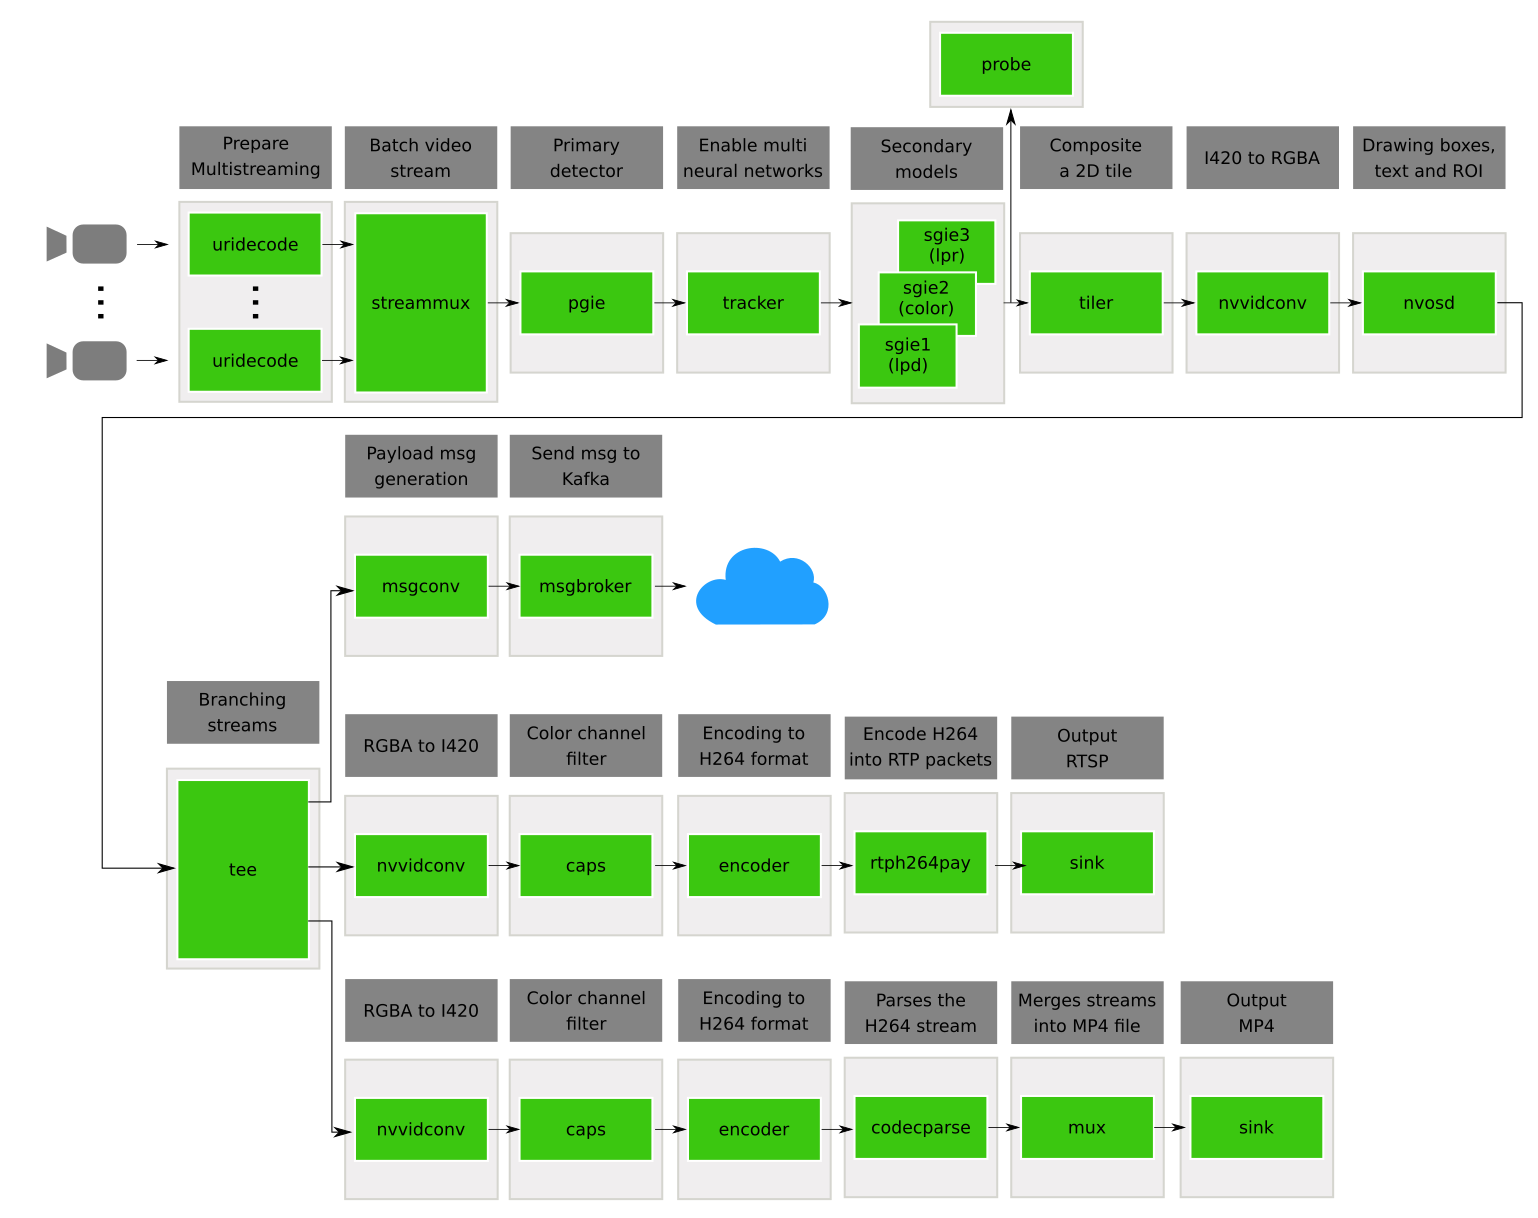 probe
Prepare
Multistreaming
Batch video
stream
Primary
detector
Enable multi
neural networks
Secondary
models
Composite
a 2D tile
I420 to RGBA
Drawing boxes,
text and ROI
uridecode
uridecode
streammux
pgie
tracker
sgie3
(lpr)
sgie2
(color)
sgie1
(lpd)
tiler
nvvidconv
nvosd
Payload msg
generation
Send msg to
Kafka
msgconv
msgbroker
Branching
streams
tee
RGBA to I420
Color channel
filter
Encoding to
H264 format
Encode H264
into RTP packets
Output
RTSP
nvvidconv
caps
encoder
rtph264pay
sink
RGBA to I420
Color channel
filter
Encoding to
H264 format
Parses the
H264 stream
Merges streams
into MP4 file
Output
MP4
nvvidconv
caps
encoder
codecparse
mux
sink